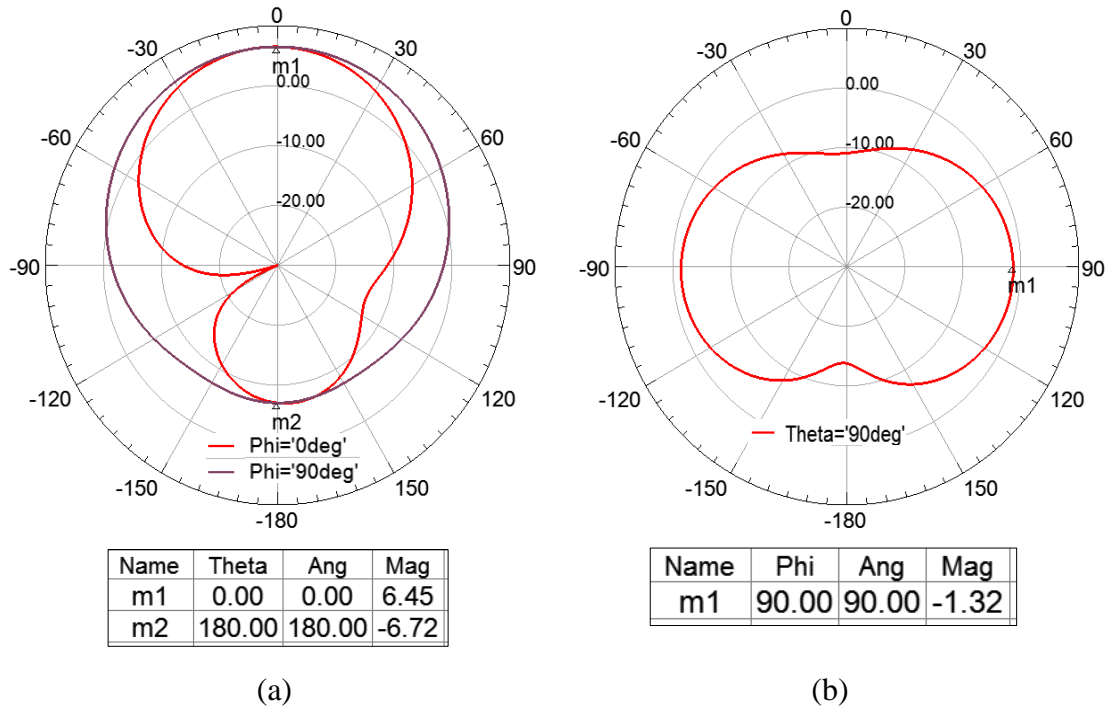 0
-30
30
m1
0.00
-60
60
-10.00
-20.00
-90
90
-120
120
m2
Phi='0deg'
Phi='90deg'
-150
150
-180
Name Theta Ang Mag
m1 0.00 0.00 6.45
m2 180.00 180.00 -6.72
(a)
0
-30
30
0.00
-60
60
-10.00
-20.00
-90
90
m1
-120
120
Theta='90deg'
-150
150
-180
Name Phi Ang Mag
m1 90.00 90.00 -1.32
(b)